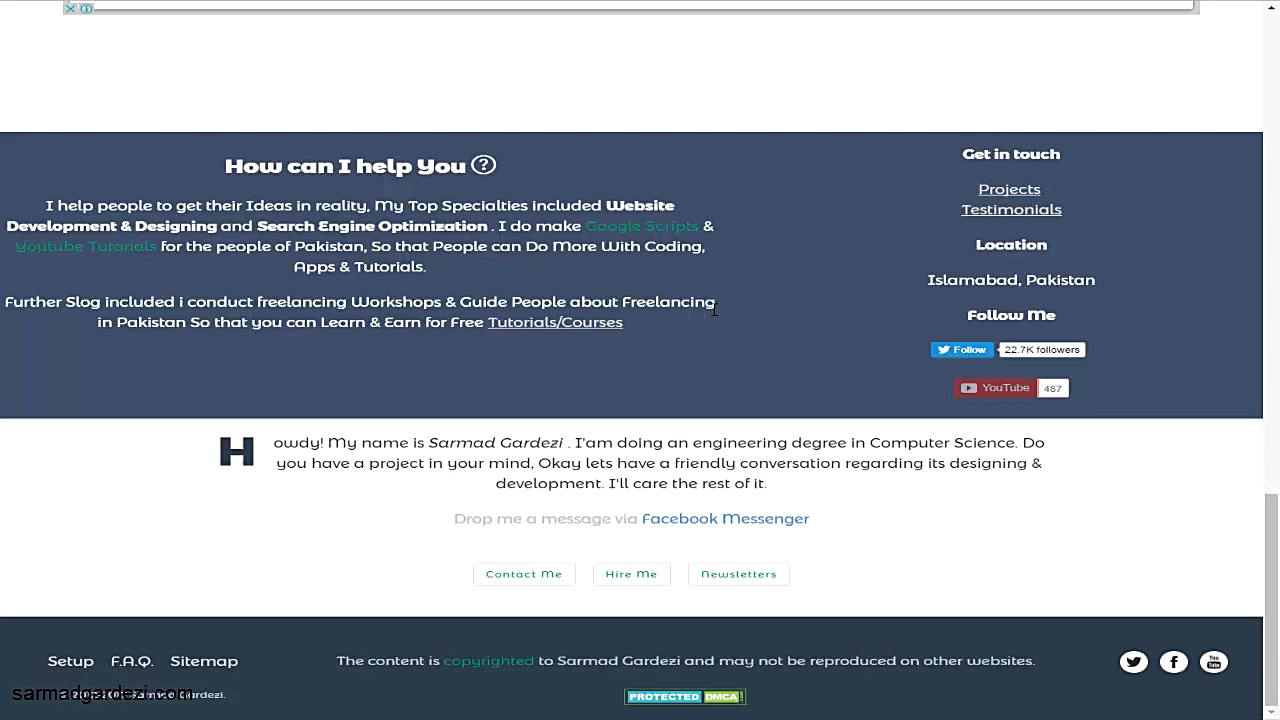 How can I help You
I help people to get their Ideas in reality, My Top Specialties included Website
Development & Designing and Search Engine Optimization . I do make Google Scripts &
Youtube Tutorials for the people of Pakistan, So that People can Do More With Coding,
Apps & Tutorials.
Further Slog included i conduct freelancing Workshops & Guide People about Freelancing
in Pakistan So that you can Learn & Earn for Free Tutorials/Courses
Get in touch
Projects
Testimonials
Location
Islamabad, Pakistan
Follow Me
Follow 22.7K followers
YouTube 487
Howdy! My name is Sarmad Gardezi . I'am doing an engineering degree in Computer Science. Do
you have a project in your mind, Okay lets have a friendly conversation regarding its designing &
development. I'll care the rest of it.
Drop me a message via Facebook Messenger
Contact Me Hire Me Newsletters
Setup F.A.Q. Sitemap
The content is copyrighted to Sarmad Gardezi and may not be reproduced on other websites.
PROTECTED DMCA
sarmadgardezi.com